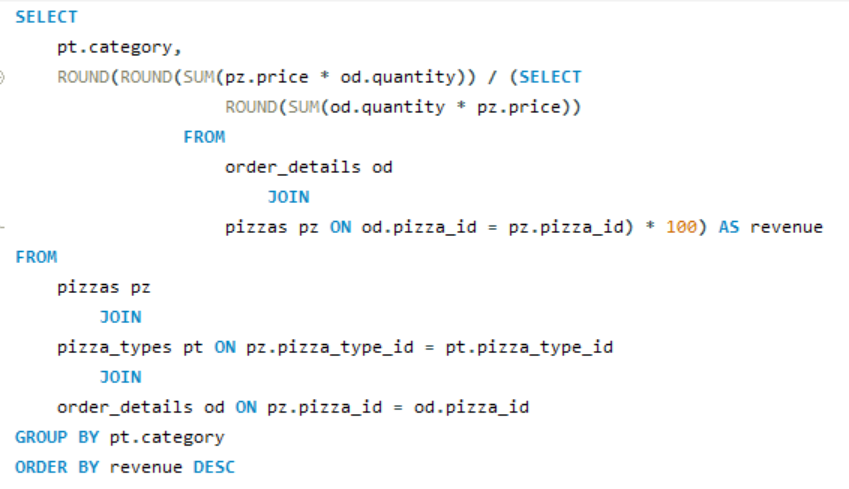 SELECT
pt.category,
ROUND(ROUND(SUM(pz.price * od.quantity)) / (SELECT
ROUND(SUM(od.quantity * pz.price))
FROM
order_details od
JOIN
pizzas pz ON od.pizza_id = pz.pizza_id) * 100) AS revenue
FROM
pizzas pz
JOIN
pizza_types pt ON pz.pizza_type_id = pt.pizza_type_id
JOIN
order_details od ON pz.pizza_id = od.pizza_id
GROUP BY pt.category
ORDER BY revenue DESC